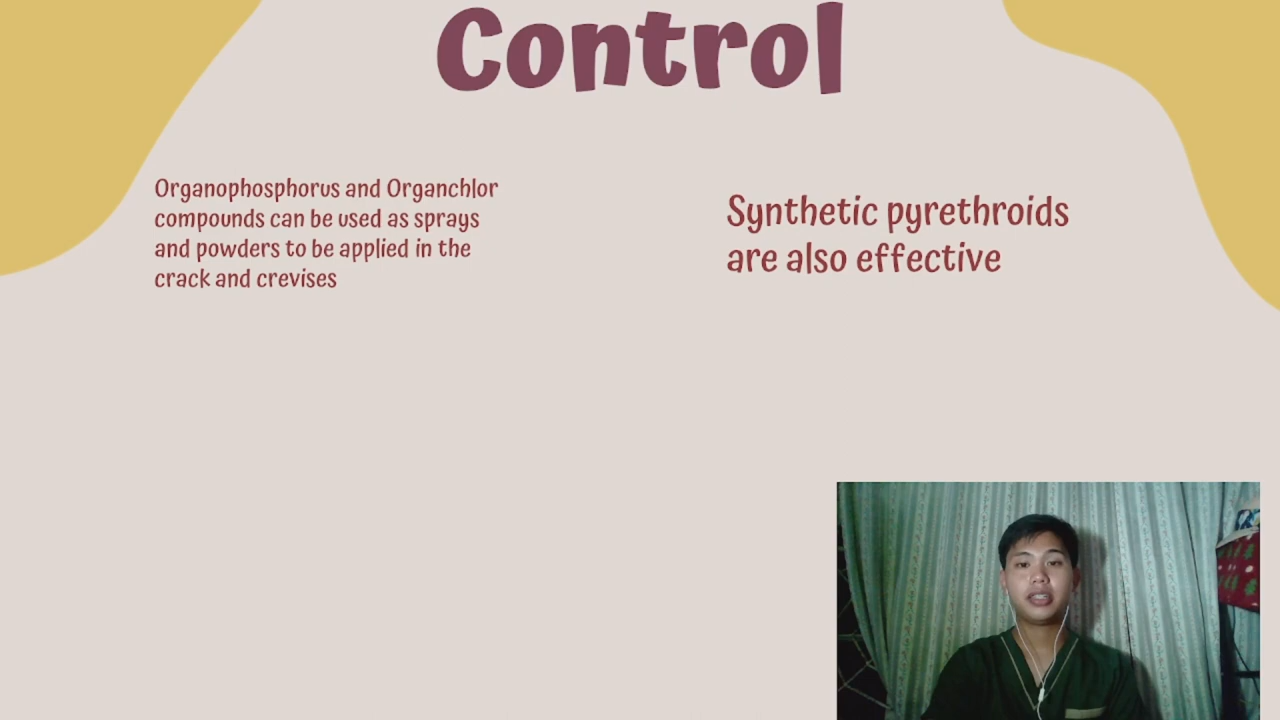 Control
Organophosphorus and Organchlor
compounds can be used as sprays
and powders to be applied in the
crack and crevises
Synthetic pyrethroids
are also effective